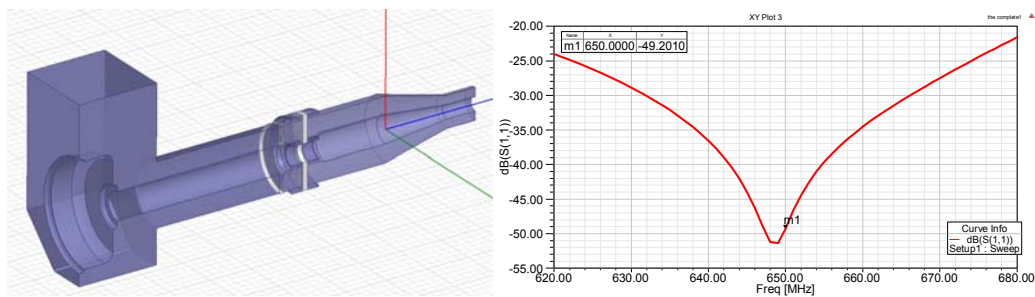 XY Plot 3
the complete1
Name X Y
m1 650.0000 -49.2010
-20.00
-25.00
-30.00
-35.00
-40.00
-45.00
-50.00
-55.00
dB(S(1,1))
m1
Curve Info
dB(S(1,1))
Setup1 : Sweep
620.00 630.00 640.00 650.00 660.00 670.00 680.00
Freq [MHz]